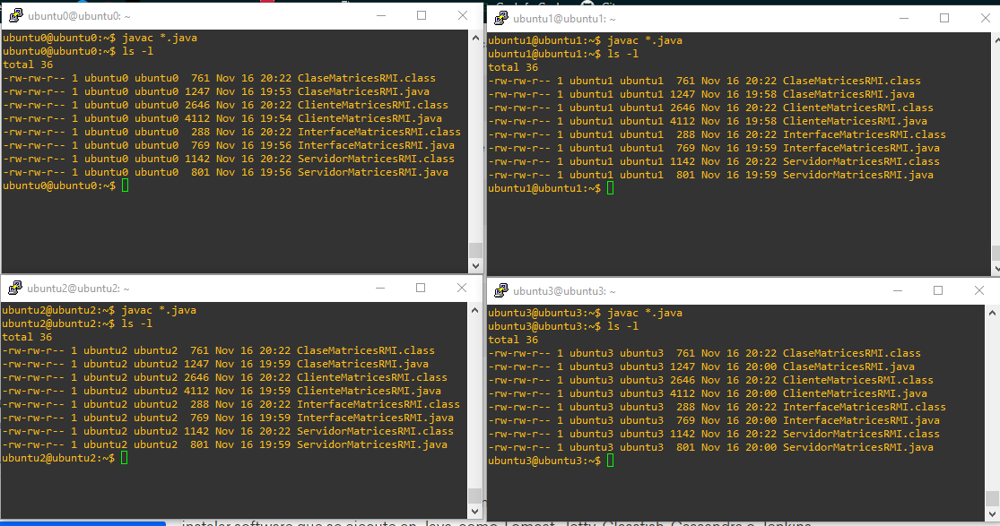 ubuntu0@ubuntu0: ~
ubuntu0@ubuntu0:~$ javac *.java
ubuntu0@ubuntu0:~$ ls -l
total 36
-rw-rw-r-- 1 ubuntu0 ubuntu0  761 Nov 16 20:22 ClaseMatricesRMI.class
-rw-rw-r-- 1 ubuntu0 ubuntu0 1247 Nov 16 19:53 ClaseMatricesRMI.java
-rw-rw-r-- 1 ubuntu0 ubuntu0 2646 Nov 16 20:22 ClienteMatricesRMI.class
-rw-rw-r-- 1 ubuntu0 ubuntu0 4112 Nov 16 19:54 ClienteMatricesRMI.java
-rw-rw-r-- 1 ubuntu0 ubuntu0  288 Nov 16 20:22 InterfaceMatricesRMI.class
-rw-rw-r-- 1 ubuntu0 ubuntu0  769 Nov 16 19:56 InterfaceMatricesRMI.java
-rw-rw-r-- 1 ubuntu0 ubuntu0 1142 Nov 16 20:22 ServidorMatricesRMI.class
-rw-rw-r-- 1 ubuntu0 ubuntu0  801 Nov 16 19:56 ServidorMatricesRMI.java
ubuntu0@ubuntu0:~$
ubuntu1@ubuntu1: ~
ubuntu1@ubuntu1:~$ javac *.java
ubuntu1@ubuntu1:~$ ls -l
total 36
-rw-rw-r-- 1 ubuntu1 ubuntu1  761 Nov 16 20:22 ClaseMatricesRMI.class
-rw-rw-r-- 1 ubuntu1 ubuntu1 1247 Nov 16 19:58 ClaseMatricesRMI.java
-rw-rw-r-- 1 ubuntu1 ubuntu1 2646 Nov 16 20:22 ClienteMatricesRMI.class
-rw-rw-r-- 1 ubuntu1 ubuntu1 4112 Nov 16 19:58 ClienteMatricesRMI.java
-rw-rw-r-- 1 ubuntu1 ubuntu1  288 Nov 16 20:22 InterfaceMatricesRMI.class
-rw-rw-r-- 1 ubuntu1 ubuntu1  769 Nov 16 19:59 InterfaceMatricesRMI.java
-rw-rw-r-- 1 ubuntu1 ubuntu1 1142 Nov 16 20:22 ServidorMatricesRMI.class
-rw-rw-r-- 1 ubuntu1 ubuntu1  801 Nov 16 19:59 ServidorMatricesRMI.java
ubuntu1@ubuntu1:~$
ubuntu2@ubuntu2: ~
ubuntu2@ubuntu2:~$ javac *.java
ubuntu2@ubuntu2:~$ ls -l
total 36
-rw-rw-r-- 1 ubuntu2 ubuntu2  761 Nov 16 20:22 ClaseMatricesRMI.class
-rw-rw-r-- 1 ubuntu2 ubuntu2 1247 Nov 16 19:59 ClaseMatricesRMI.java
-rw-rw-r-- 1 ubuntu2 ubuntu2 2646 Nov 16 20:22 ClienteMatricesRMI.class
-rw-rw-r-- 1 ubuntu2 ubuntu2 4112 Nov 16 19:59 ClienteMatricesRMI.java
-rw-rw-r-- 1 ubuntu2 ubuntu2  288 Nov 16 20:22 InterfaceMatricesRMI.class
-rw-rw-r-- 1 ubuntu2 ubuntu2  769 Nov 16 19:59 InterfaceMatricesRMI.java
-rw-rw-r-- 1 ubuntu2 ubuntu2 1142 Nov 16 20:22 ServidorMatricesRMI.class
-rw-rw-r-- 1 ubuntu2 ubuntu2  801 Nov 16 19:59 ServidorMatricesRMI.java
ubuntu2@ubuntu2:~$
ubuntu3@ubuntu3: ~
ubuntu3@ubuntu3:~$ javac *.java
ubuntu3@ubuntu3:~$ ls -l
total 36
-rw-rw-r-- 1 ubuntu3 ubuntu3  761 Nov 16 20:22 ClaseMatricesRMI.class
-rw-rw-r-- 1 ubuntu3 ubuntu3 1247 Nov 16 20:00 ClaseMatricesRMI.java
-rw-rw-r-- 1 ubuntu3 ubuntu3 2646 Nov 16 20:22 ClienteMatricesRMI.class
-rw-rw-r-- 1 ubuntu3 ubuntu3 4112 Nov 16 20:00 ClienteMatricesRMI.java
-rw-rw-r-- 1 ubuntu3 ubuntu3  288 Nov 16 20:22 InterfaceMatricesRMI.class
-rw-rw-r-- 1 ubuntu3 ubuntu3  769 Nov 16 20:00 InterfaceMatricesRMI.java
-rw-rw-r-- 1 ubuntu3 ubuntu3 1142 Nov 16 20:22 ServidorMatricesRMI.class
-rw-rw-r-- 1 ubuntu3 ubuntu3  801 Nov 16 20:00 ServidorMatricesRMI.java
ubuntu3@ubuntu3:~$
instalar software que se ejecute en Java, como Tomcat, Jetty, Glassfish, Cassandra o Jenkins